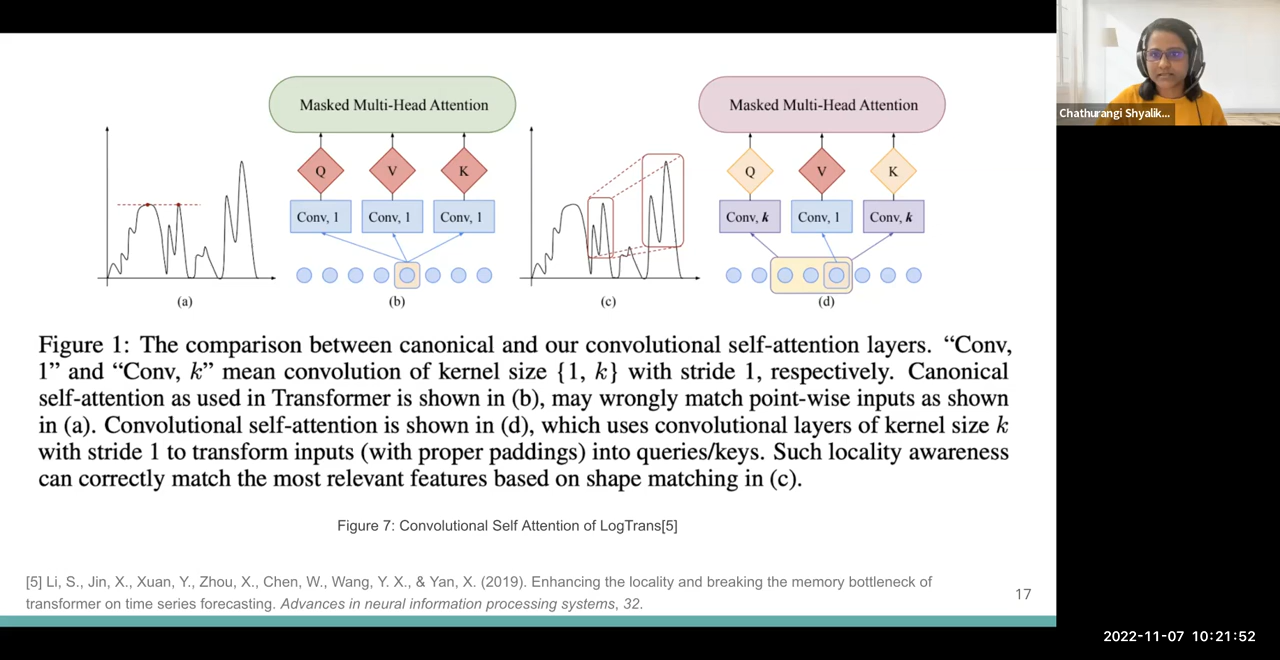 Masked Multi-Head Attention
Masked Multi-Head Attention
Q V K
Q V K
Conv, 1 Conv, 1 Conv, 1
Conv, k Conv, 1 Conv, k
(a) (b) (c) (d)
Figure 1: The comparison between canonical and our convolutional self-attention layers. “Conv,
1” and “Conv, k” mean convolution of kernel size {1, k} with stride 1, respectively. Canonical
self-attention as used in Transformer is shown in (b), may wrongly match point-wise inputs as shown
in (a). Convolutional self-attention is shown in (d), which uses convolutional layers of kernel size k
with stride 1 to transform inputs (with proper paddings) into queries/keys. Such locality awareness
can correctly match the most relevant features based on shape matching in (c).
Figure 7: Convolutional Self Attention of LogTrans[5]
[5] Li, S., Jin, X., Xuan, Y., Zhou, X., Chen, W., Wang, Y. X., & Yan, X. (2019). Enhancing the locality and breaking the memory bottleneck of
transformer on time series forecasting. Advances in neural information processing systems, 32.
17
Chathurangi Shyalik...
2022-11-07 10:21:52